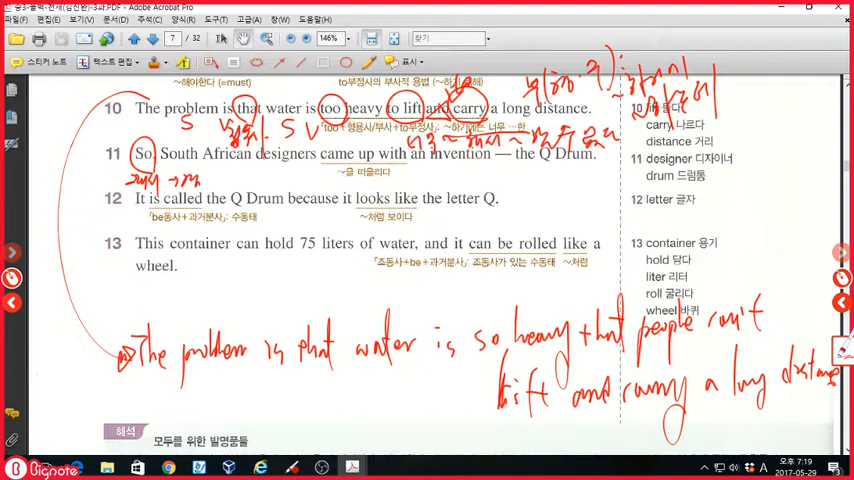 중3-출력-전체(김신환)-3과.PDF - Adobe Acrobat Pro
파일(F) 편집(E) 보기(V) 문서(D) 주석(C) 양식(R) 도구(T) 고급(A) 창(W) 도움말(H)
7 / 32 146% 찾기
스티커 노트 텍스트 편집 표시
~해야한다 (=must) to부정사의 부사적 용법
10 The problem is that water is too heavy to lift and carry a long distance.
S V S V
「too + 형용사/부사 + to부정사」: ~하기에는 너무 …한
11 So, South African designers came up with an invention — the Q Drum.
~을 떠올리다
12 It is called the Q Drum because it looks like the letter Q.
「be동사+과거분사」: 수동태 ~처럼 보이다
13 This container can hold 75 liters of water, and it can be rolled like a
wheel.
「조동사+be+과거분사」: 조동사가 있는 수동태 ~처럼
10 lift 들다
carry 나르다
distance 거리
11 designer 디자이너
drum 드럼통
12 letter 글자
13 container 용기
hold 담다
liter 리터
roll 굴리다
wheel 바퀴
The problem is that water is so heavy that people can't
lift and carry a long distance
해석 모두를 위한 발명품들
Bignote
A 오후 7:19
2017-05-29